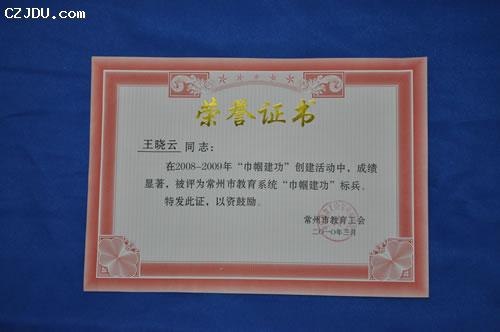 CZJDU.COM
荣誉证书
王晓云 同志：
在2008-2009年“巾帼建功”创建活动中，成绩
显著，被评为常州市教育系统“巾帼建功”标兵。
特发此证，以资鼓励。
常州市教育工会
二〇一〇年三月